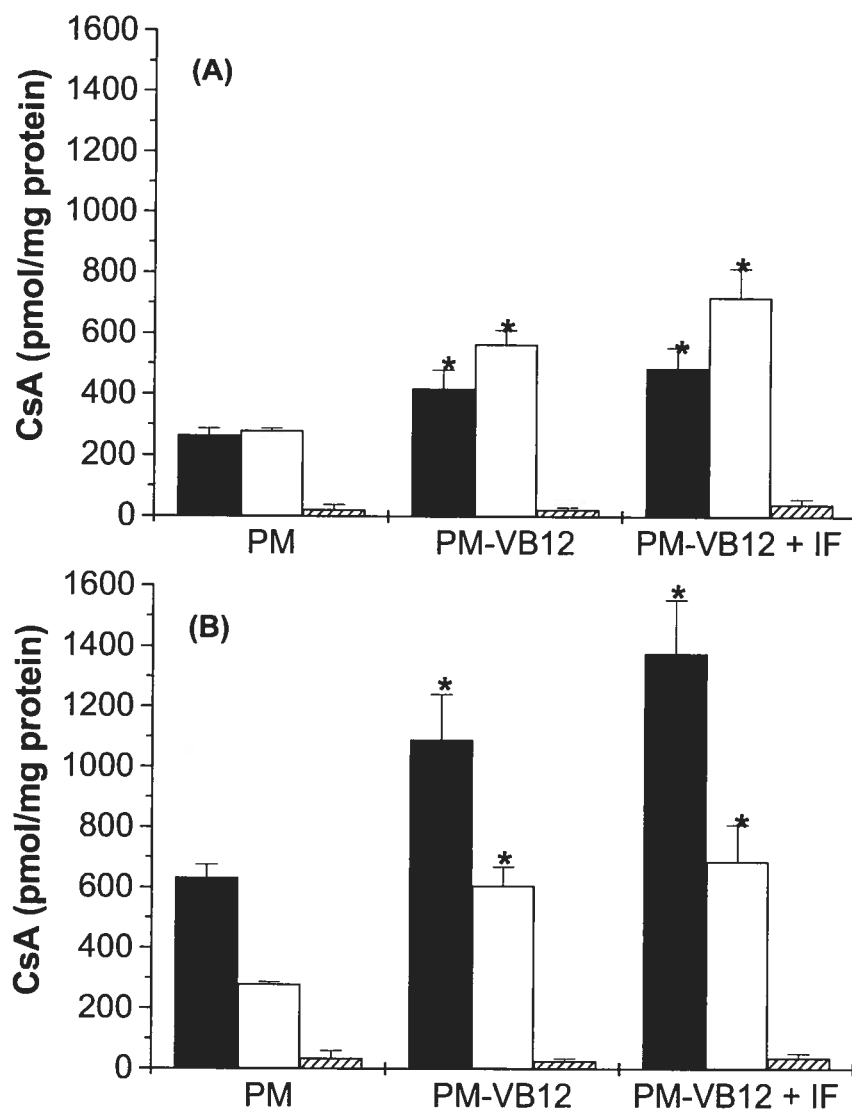 1600
(A)
1400
1200
1000
800
600
400
200
0
CsA (pmol/mg protein)
*
*
*
*
PM
PM-VB12
PM-VB12 + IF
1600
(B)
1400
1200
1000
800
600
400
200
0
CsA (pmol/mg protein)
*
*
*
*
PM
PM-VB12
PM-VB12 + IF